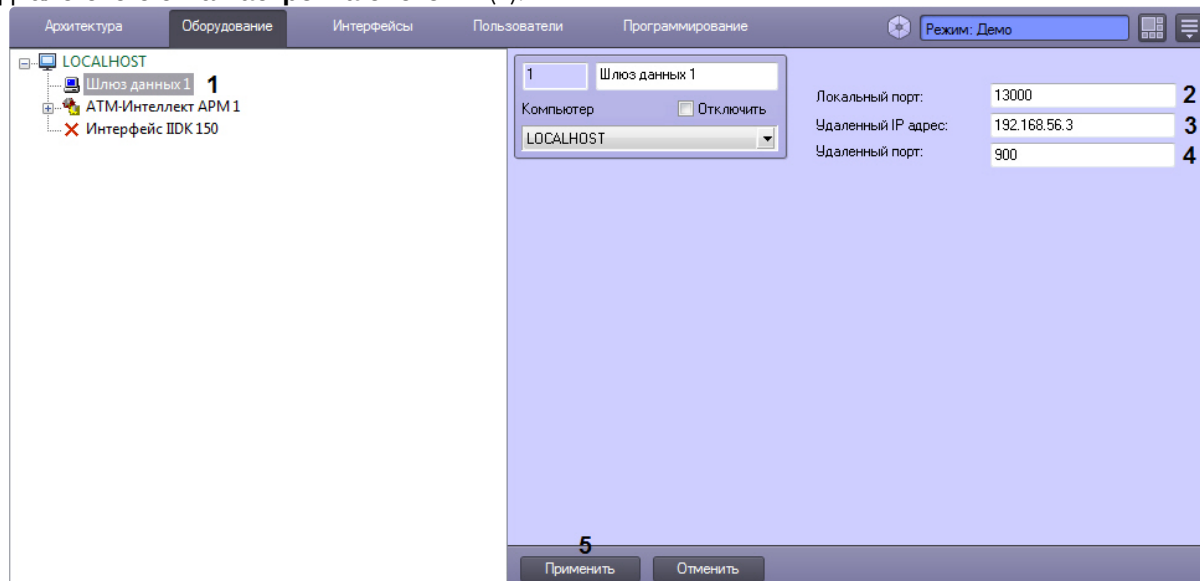 Архитектура Оборудование Интерфейсы Пользователи Программирование Режим: Демо
LOCALHOST
Шлюз данных 1 1
АТМ-Интеллект АРМ 1
Интерфейс IIDK 150
1 Шлюз данных 1
Компьютер Отключить
LOCALHOST
Локальный порт: 13000 2
Удаленный IP адрес: 192.168.56.3 3
Удаленный порт: 900 4
5
Применить Отменить